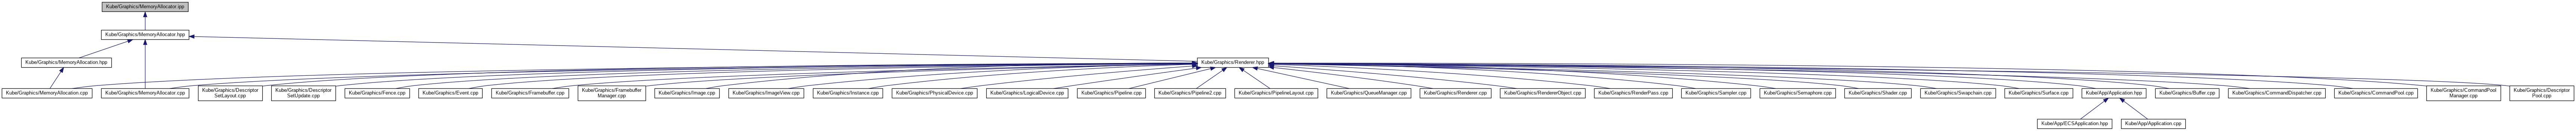 Kube/Graphics/MemoryAllocator.ipp
Kube/Graphics/MemoryAllocator.hpp
Kube/Graphics/MemoryAllocation.hpp
Kube/Graphics/Renderer.hpp
Kube/Graphics/MemoryAllocation.cpp
Kube/Graphics/MemoryAllocator.cpp
Kube/Graphics/Descriptor
SetLayout.cpp
Kube/Graphics/Descriptor
SetUpdate.cpp
Kube/Graphics/Fence.cpp
Kube/Graphics/Event.cpp
Kube/Graphics/Framebuffer.cpp
Kube/Graphics/Framebuffer
Manager.cpp
Kube/Graphics/Image.cpp
Kube/Graphics/ImageView.cpp
Kube/Graphics/Instance.cpp
Kube/Graphics/PhysicalDevice.cpp
Kube/Graphics/LogicalDevice.cpp
Kube/Graphics/Pipeline.cpp
Kube/Graphics/Pipeline2.cpp
Kube/Graphics/PipelineLayout.cpp
Kube/Graphics/QueueManager.cpp
Kube/Graphics/Renderer.cpp
Kube/Graphics/RendererObject.cpp
Kube/Graphics/RenderPass.cpp
Kube/Graphics/Sampler.cpp
Kube/Graphics/Semaphore.cpp
Kube/Graphics/Shader.cpp
Kube/Graphics/Swapchain.cpp
Kube/Graphics/Surface.cpp
Kube/App/Application.hpp
Kube/Graphics/Buffer.cpp
Kube/Graphics/CommandDispatcher.cpp
Kube/Graphics/CommandPool.cpp
Kube/Graphics/CommandPool
Manager.cpp
Kube/Graphics/Descriptor
Pool.cpp
Kube/App/ECSApplication.hpp
Kube/App/Application.cpp